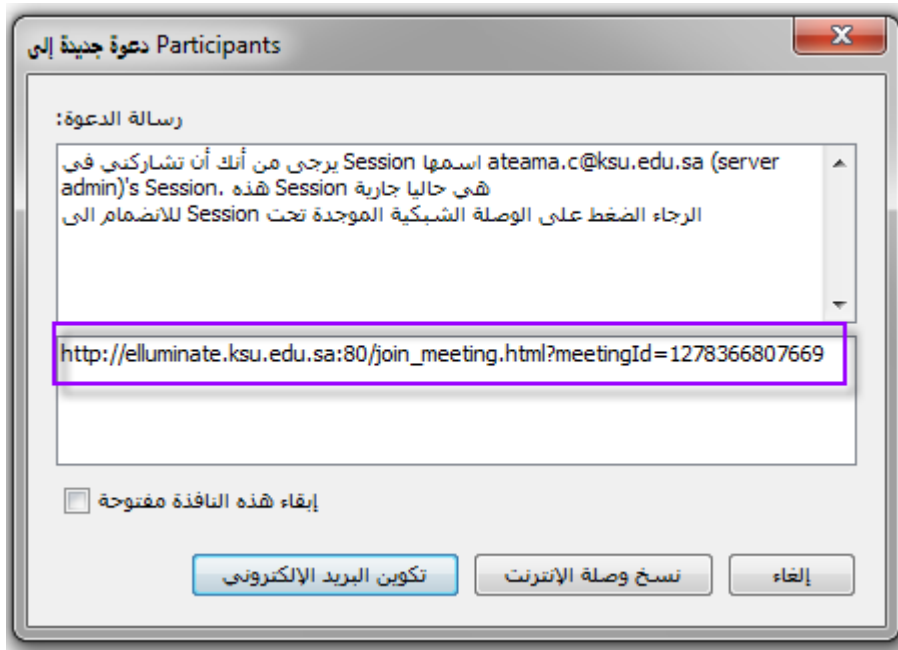 دعوة جديدة إلى Participants
رسالة الدعوة:
يرجى من أنك أن تشاركني في Session اسمها ateama.c@ksu.edu.sa (server
admin)'s Session. هذه Session هي حاليا جارية
للانضمام الى Session الرجاء الضغط على الوصلة الشبكية الموجدة تحت
http://elluminate.ksu.edu.sa:80/join_meeting.html?meetingId=1278366807669
إبقاء هذه النافذة مفتوحة
تكوين البريد الإلكتروني
نسخ وصلة الإنترنت
إلغاء